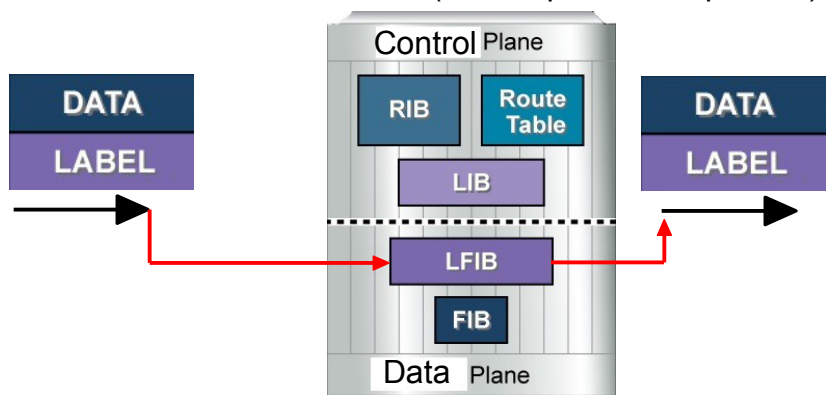 Control Plane
DATA
LABEL
RIB
Route
Table
LIB
DATA
LABEL
LFIB
FIB
Data Plane